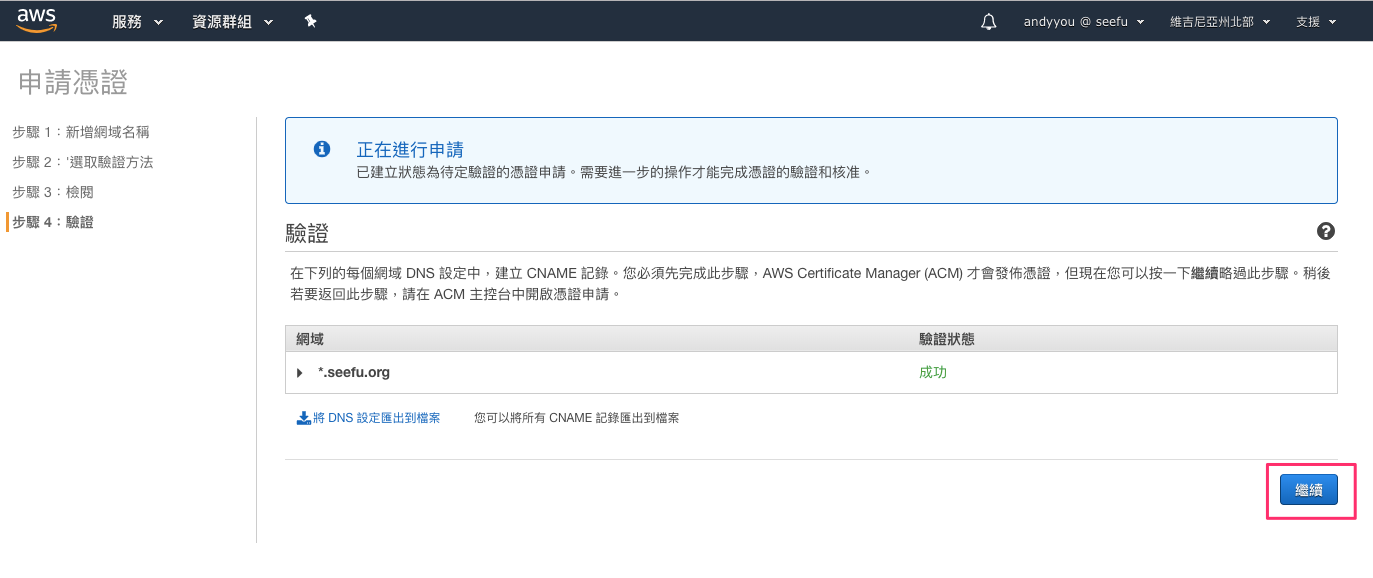 aws 服務 資源群組 andyyou @ seefu 維吉尼亞州北部 支援
申請憑證
步驟 1：新增網域名稱
步驟 2：'選取驗證方法
步驟 3：檢閱
步驟 4：驗證
正在進行申請
已建立狀態為待定驗證的憑證申請。需要進一步的操作才能完成憑證的驗證和核准。
驗證
在下列的每個網域 DNS 設定中，建立 CNAME 記錄。您必須先完成此步驟，AWS Certificate Manager (ACM) 才會發佈憑證，但現在您可以按一下繼續略過此步驟。稍後
若要返回此步驟，請在 ACM 主控台中開啟憑證申請。
網域 驗證狀態
*.seefu.org 成功
將 DNS 設定匯出到檔案 您可以將所有 CNAME 記錄匯出到檔案
繼續